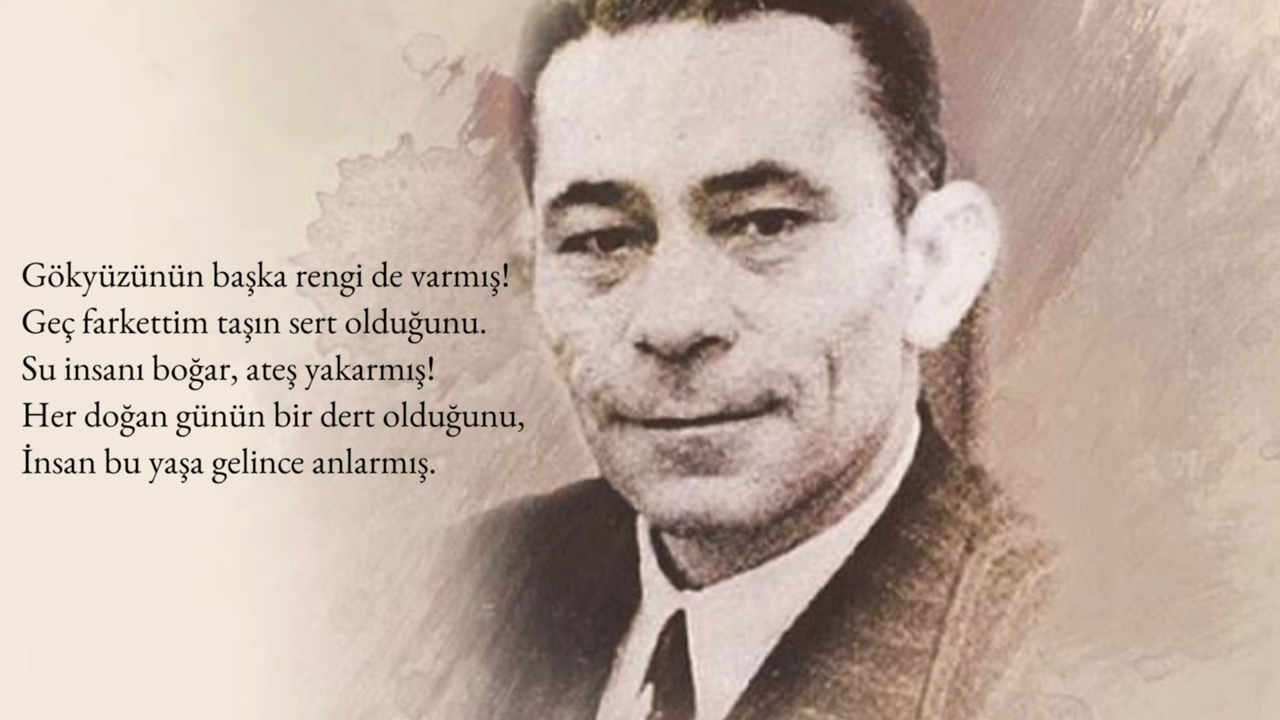 Gökyüzünün başka rengi de varmış!
Geç farkettim taşın sert olduğunu.
Su insanı boğar, ateş yakarmış!
Her doğan günün bir dert olduğunu,
İnsan bu yaşa gelince anlarmış.